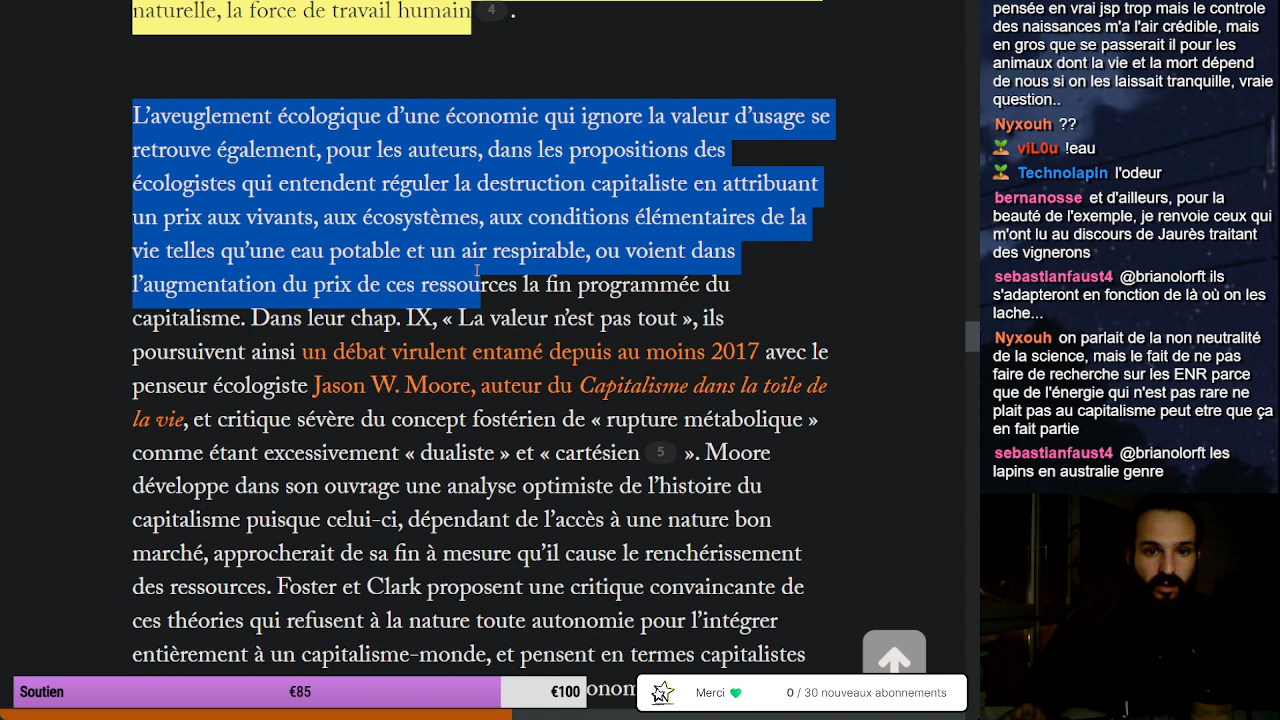 naturelle, la force de travail humain 4 .
L’aveuglement écologique d’une économie qui ignore la valeur d’usage se
retrouve également, pour les auteurs, dans les propositions des
écologistes qui entendent réguler la destruction capitaliste en attribuant
un prix aux vivants, aux écosystèmes, aux conditions élémentaires de la
vie telles qu’une eau potable et un air respirable, ou voient dans
l’augmentation du prix de ces ressources la fin programmée du
capitalisme. Dans leur chap. IX, « La valeur n’est pas tout », ils
poursuivent ainsi un débat virulent entamé depuis au moins 2017 avec le
penseur écologiste Jason W. Moore, auteur du Capitalisme dans la toile de
la vie, et critique sévère du concept fostérien de « rupture métabolique »
comme étant excessivement « dualiste » et « cartésien 5 ». Moore
développe dans son ouvrage une analyse optimiste de l’histoire du
capitalisme puisque celui-ci, dépendant de l’accès à une nature bon
marché, approcherait de sa fin à mesure qu’il cause le renchérissement
des ressources. Foster et Clark proposent une critique convaincante de
ces théories qui refusent à la nature toute autonomie pour l’intégrer
entièrement à un capitalisme-monde, et pensent en termes capitalistes
Soutien €85 €100
Merci 0 / 30 nouveaux abonnements
pensée en vrai jsp trop mais le controle
des naissances m'a l'air crédible, mais
en gros que se passerait il pour les
animaux dont la vie et la mort dépend
de nous si on les laissait tranquille, vraie
question..
Nyxouh ??
viL0u !eau
Technolapin l'odeur
bernanosse et d'ailleurs, pour la
beauté de l'exemple, je renvoie ceux qui
m'ont lu au discours de Jaurès traitant
des vignerons
sebastianfaust4 @brianolorft ils
s'adapteront en fonction de là où on les
lache...
Nyxouh on parlait de la non neutralité
de la science, mais le fait de ne pas
faire de recherche sur les ENR parce
que de l'énergie qui n'est pas rare ne
plait pas au capitalisme peut etre que ça
en fait partie
sebastianfaust4 @brianolorft les
lapins en australie genre